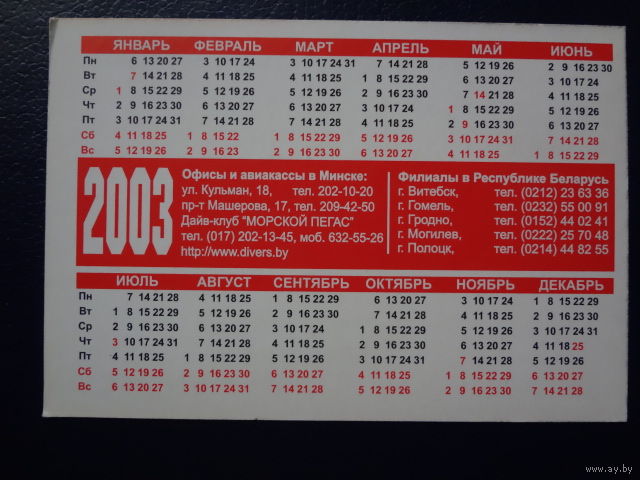 ЯНВАРЬ ФЕВРАЛЬ МАРТ АПРЕЛЬ МАЙ ИЮНЬ
Пн 6 13 20 27 3 10 17 24 3 10 17 24 31 7 14 21 28 5 12 19 26 2 9 16 23 30
Вт 7 14 21 28 4 11 18 25 4 11 18 25 1 8 15 22 29 6 13 20 27 3 10 17 24
Ср 1 8 15 22 29 5 12 19 26 5 12 19 26 2 9 16 23 30 7 14 21 28 4 11 18 25
Чт 2 9 16 23 30 6 13 20 27 6 13 20 27 3 10 17 24 1 8 15 22 29 5 12 19 26
Пт 3 10 17 24 31 7 14 21 28 7 14 21 28 4 11 18 25 2 9 16 23 30 6 13 20 27
Сб 4 11 18 25 1 8 15 22 1 8 15 22 29 5 12 19 26 3 10 17 24 31 7 14 21 28
Вс 5 12 19 26 2 9 16 23 2 9 16 23 30 6 13 20 27 4 11 18 25 1 8 15 22 29
2003
Офисы и авиакассы в Минске:
ул. Кульман, 18, тел. 202-10-20
пр-т Машерова, 17, тел. 209-42-50
Дайв-клуб "МОРСКОЙ ПЕГАС"
тел. (017) 202-13-45, моб. 632-55-26
http://www.divers.by
Филиалы в Республике Беларусь
г. Витебск, тел. (0212) 23 63 36
г. Гомель, тел. (0232) 55 00 91
г. Гродно, тел. (0152) 44 02 41
г. Могилев, тел. (0222) 25 70 48
г. Полоцк, тел. (0214) 44 82 55
ИЮЛЬ АВГУСТ СЕНТЯБРЬ ОКТЯБРЬ НОЯБРЬ ДЕКАБРЬ
Пн 7 14 21 28 4 11 18 25 1 8 15 22 29 6 13 20 27 3 10 17 24 1 8 15 22 29
Вт 1 8 15 22 29 5 12 19 26 2 9 16 23 30 7 14 21 28 4 11 18 25 2 9 16 23 30
Ср 2 9 16 23 30 6 13 20 27 3 10 17 24 1 8 15 22 29 5 12 19 26 3 10 17 24 31
Чт 3 10 17 24 31 7 14 21 28 4 11 18 25 2 9 16 23 30 6 13 20 27 4 11 18 25
Пт 4 11 18 25 1 8 15 22 29 5 12 19 26 3 10 17 24 31 7 14 21 28 5 12 19 26
Сб 5 12 19 26 2 9 16 23 30 6 13 20 27 4 11 18 25 1 8 15 22 29 6 13 20 27
Вс 6 13 20 27 3 10 17 24 31 7 14 21 28 5 12 19 26 2 9 16 23 30 7 14 21 28
www.ay.by